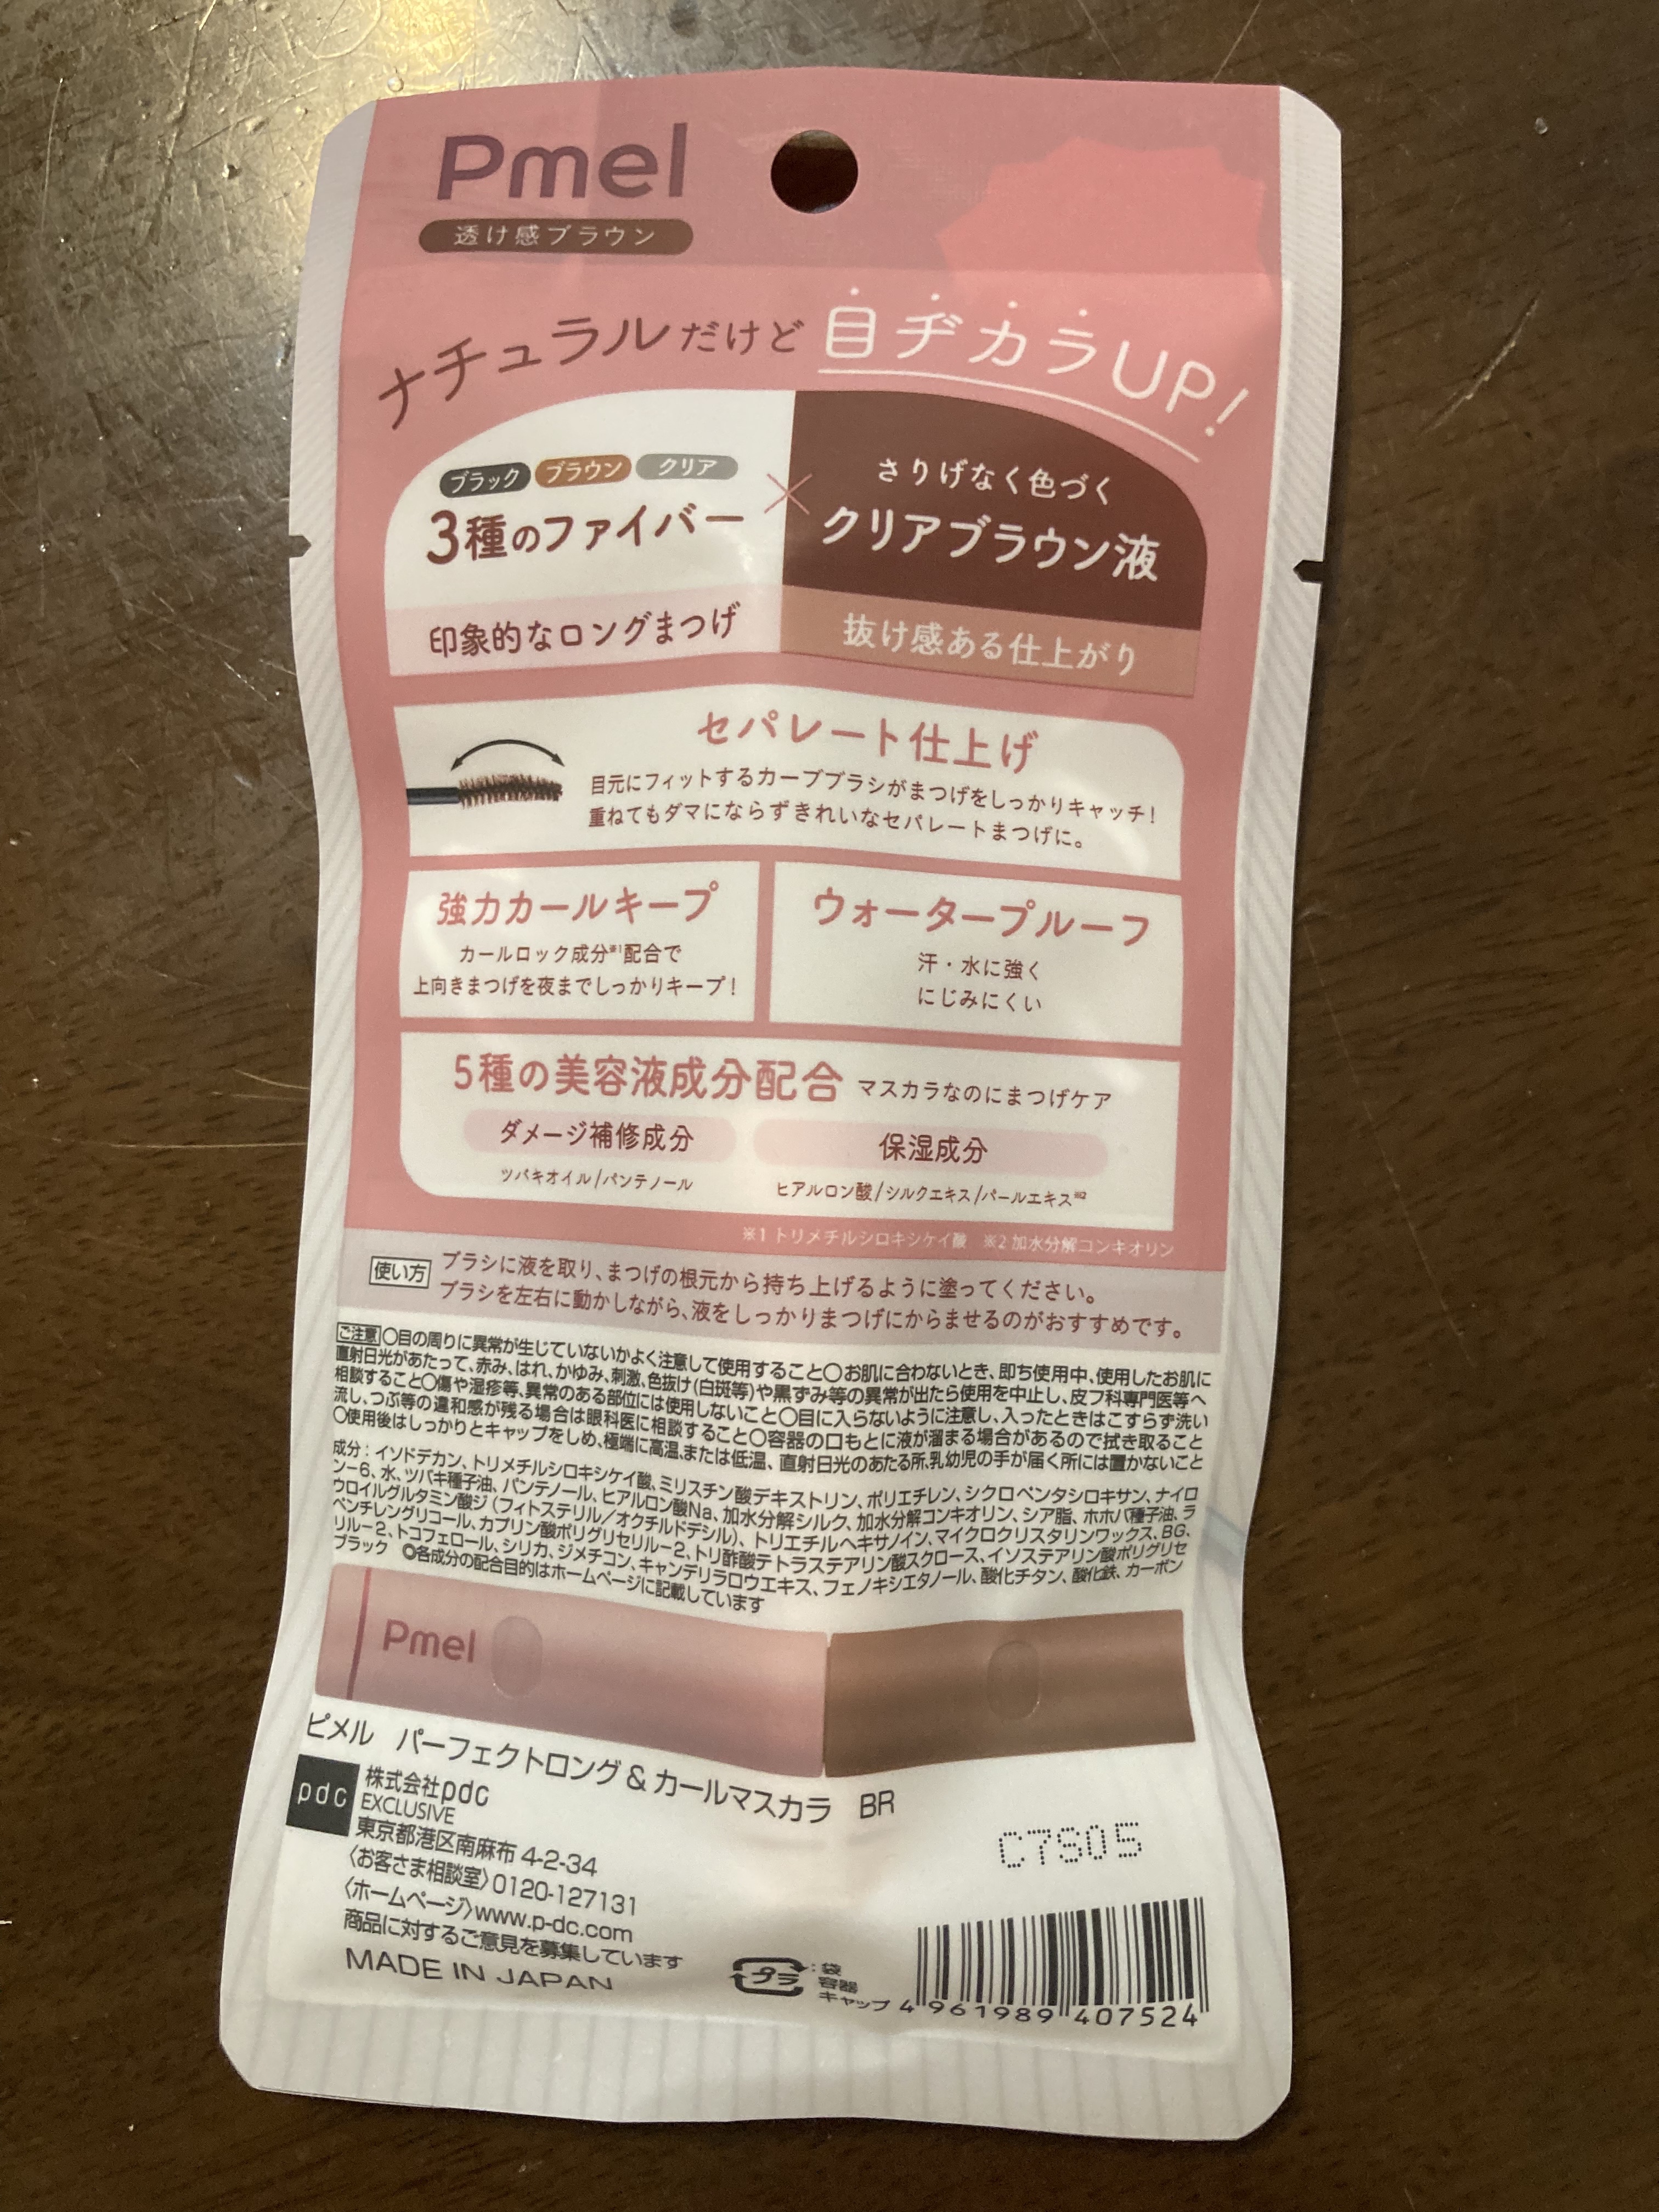 Pmel
透け感ブラウン
ナチュラルだけど目ヂカラUP!
ブラック ブラウン クリア
3種のファイバー
印象的なロングまつげ
×
さりげなく色づく
クリアブラウン液
抜け感ある仕上がり
セパレート仕上げ
目元にフィットするカーブブラシがまつげをしっかりキャッチ!
重ねてもダマにならずきれいなセパレートまつげに。
強力カールキープ
カールロック成分※1配合で
上向きまつげを夜までしっかりキープ!
ウォータープルーフ
汗・水に強く
にじみにくい
5種の美容液成分配合 マスカラなのにまつげケア
ダメージ補修成分
ツバキオイル/パンテノール
保湿成分
ヒアルロン酸/シルクエキス/パールエキス※2
※1 トリメチルシロキシケイ酸 ※2 加水分解コンキオリン
使い方 ブラシに液を取り、まつげの根元から持ち上げるように塗ってください。
ブラシを左右に動かしながら、液をしっかりまつげにからませるのがおすすめです。
ご注意 ○目の周りに異常が生じていないかよく注意して使用すること○お肌に合わないとき、即ち使用中、使用したお肌に
直射日光があたって、赤み、はれ、かゆみ、刺激、色抜け(白斑等)や黒ずみ等の異常が出たら使用を中止し、皮フ科専門医等へ
相談すること○傷や湿疹等、異常のある部位には使用しないこと○目に入らないように注意し、入ったときはこすらず洗い
流し、つぶ等の違和感が残る場合は眼科医に相談すること○容器の口もとに液が溜まる場合があるので拭き取ること
○使用後はしっかりとキャップをしめ、極端に高温、または低温、直射日光のあたる所、乳幼児の手が届く所には置かないこと
成分:イソドデカン、トリメチルシロキシケイ酸、ミリスチン酸デキストリン、ポリエチレン、シクロペンタシロキサン、ナイロ
ン-6、水、ツバキ種子油、パンテノール、ヒアルロン酸Na、加水分解シルク、加水分解コンキオリン、シア脂、ホホバ種子油、ラ
ウロイルグルタミン酸ジ(フィトステリル/オクチルドデシル)、トリエチルヘキサノイン、マイクロクリスタリンワックス、BG、
ペンチレングリコール、カプリン酸ポリグリセリル-2、トリ酢酸テトラステアリン酸スクロース、イソステアリン酸ポリグリセ
リル-2、トコフェロール、シリカ、ジメチコン、キャンデリラロウエキス、フェノキシエタノール、酸化チタン、酸化鉄、カーボン
ブラック ◎各成分の配合目的はホームページに記載しています
Pmel
ピメル パーフェクトロング&カールマスカラ BR
pdc
株式会社pdc
EXCLUSIVE
東京都港区南麻布 4-2-34
〈お客さま相談室〉0120-127131
〈ホームページ〉www.p-dc.com
商品に対するご意見を募集しています
MADE IN JAPAN
C7S05
プラ :袋
容器
キャップ
4 961989 407524